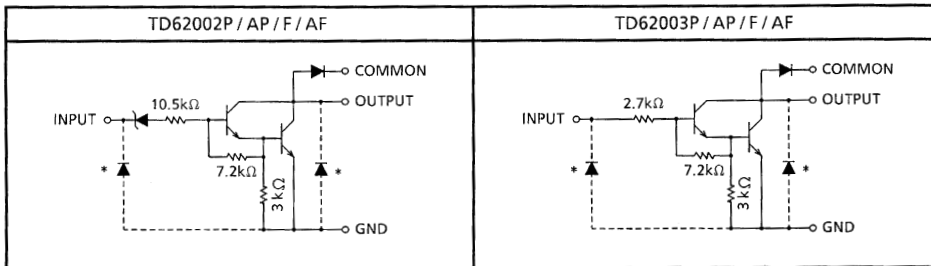 TD62002P / AP / F / AF
COMMON
OUTPUT
10.5kΩ
INPUT
*
7.2kΩ
*
3kΩ
GND
TD62003P / AP / F / AF
COMMON
OUTPUT
2.7kΩ
INPUT
*
7.2kΩ
*
3kΩ
GND